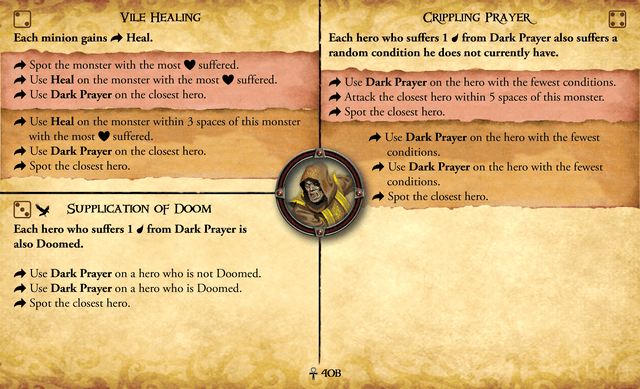 VILE HEALING
Each minion gains Heal.
Spot the monster with the most suffered.
Use Heal on the monster with the most suffered.
Use Dark Prayer on the closest hero.
Use Heal on the monster within 3 spaces of this monster
with the most suffered.
Use Dark Prayer on the closest hero.
Spot the closest hero.
SUPPLICATION OF DOOM
Each hero who suffers 1 from Dark Prayer is
also Doomed.
Use Dark Prayer on a hero who is not Doomed.
Use Dark Prayer on a hero who is Doomed.
Spot the closest hero.
CRIPPLING PRAYER
Each hero who suffers 1 from Dark Prayer also suffers a
random condition he does not currently have.
Use Dark Prayer on the hero with the fewest conditions.
Attack the closest hero within 5 spaces of this monster.
Spot the closest hero.
Use Dark Prayer on the hero with the fewest
conditions.
Use Dark Prayer on the hero with the fewest
conditions.
Spot the closest hero.
40B